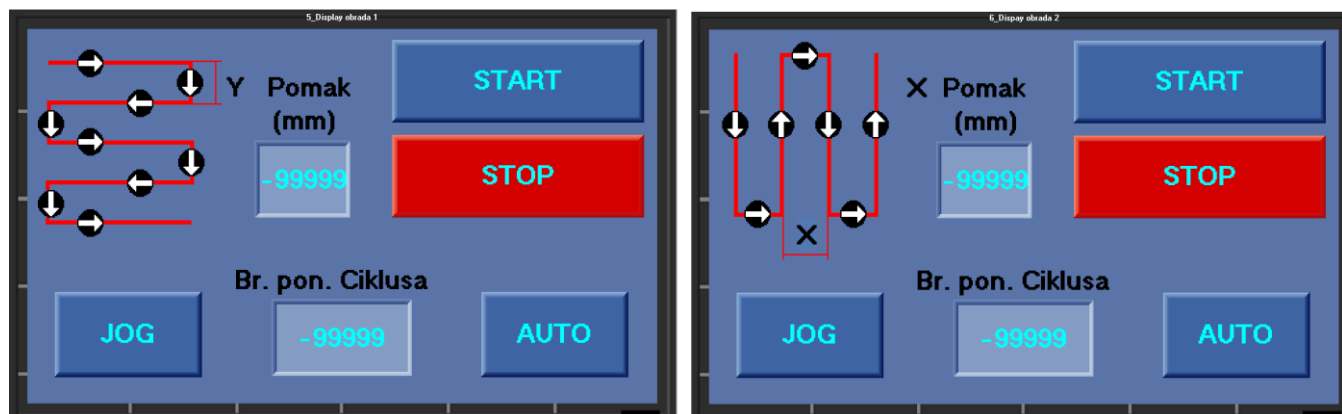 5_Display obrada 1
START
Y Pomak
(mm)
-99999
STOP
Br. pon. Ciklusa
JOG
-99999
AUTO
6_Dispay obrada 2
START
X Pomak
(mm)
-99999
STOP
X
Br. pon. Ciklusa
JOG
-99999
AUTO